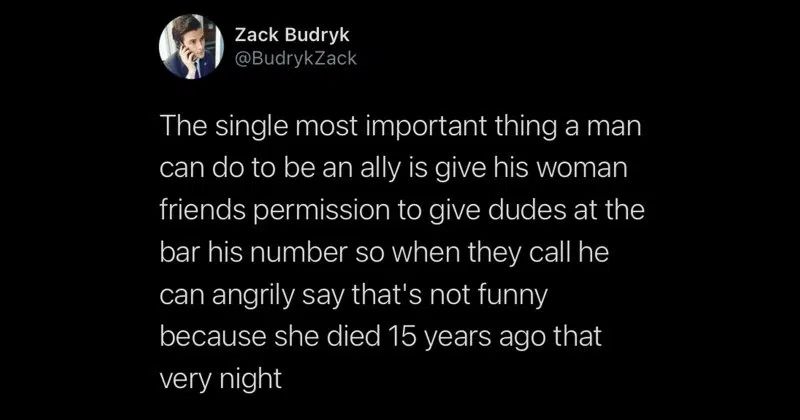 Zack Budryk
@BudrykZack
The single most important thing a man
can do to be an ally is give his woman
friends permission to give dudes at the
bar his number so when they call he
can angrily say that's not funny
because she died 15 years ago that
very night